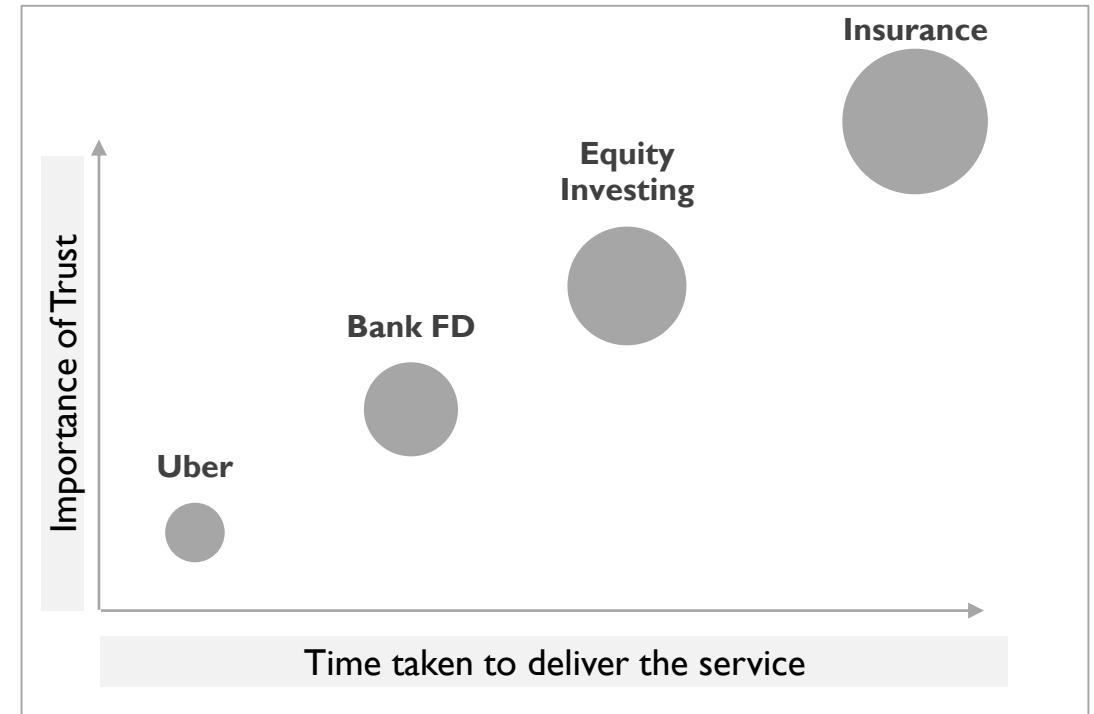 Insurance
Equity
Investing
Bank FD
Uber
Importance of Trust
Time taken to deliver the service